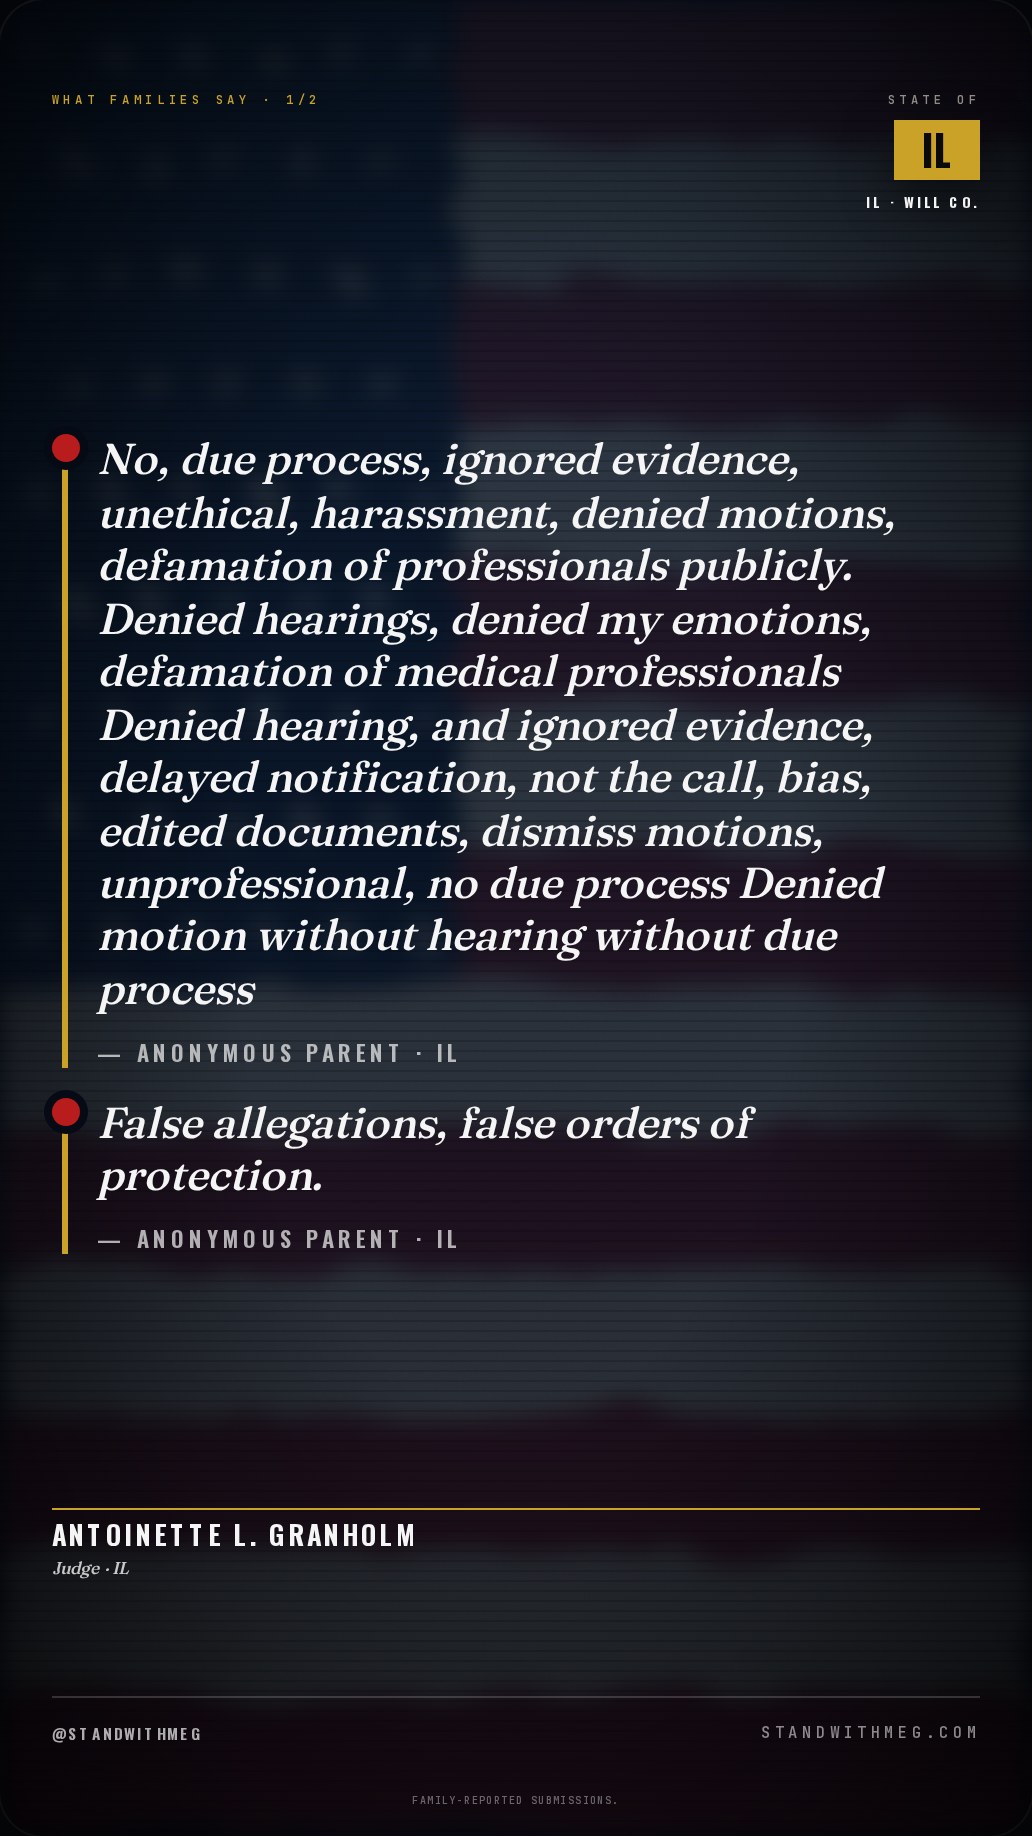 WHAT FAMILIES SAY · 1/2
STATE OF
IL
IL · WILL CO.
No, due process, ignored evidence,
unethical, harassment, denied motions,
defamation of professionals publicly.
Denied hearings, denied my emotions,
defamation of medical professionals
Denied hearing, and ignored evidence,
delayed notification, not the call, bias,
edited documents, dismiss motions,
unprofessional, no due process Denied
motion without hearing without due
process
— ANONYMOUS PARENT · IL
False allegations, false orders of
protection.
— ANONYMOUS PARENT · IL
ANTOINETTE L. GRANHOLM
Judge · IL
@STANDWITHMEG
STANDWITHMEG.COM
FAMILY-REPORTED SUBMISSIONS.